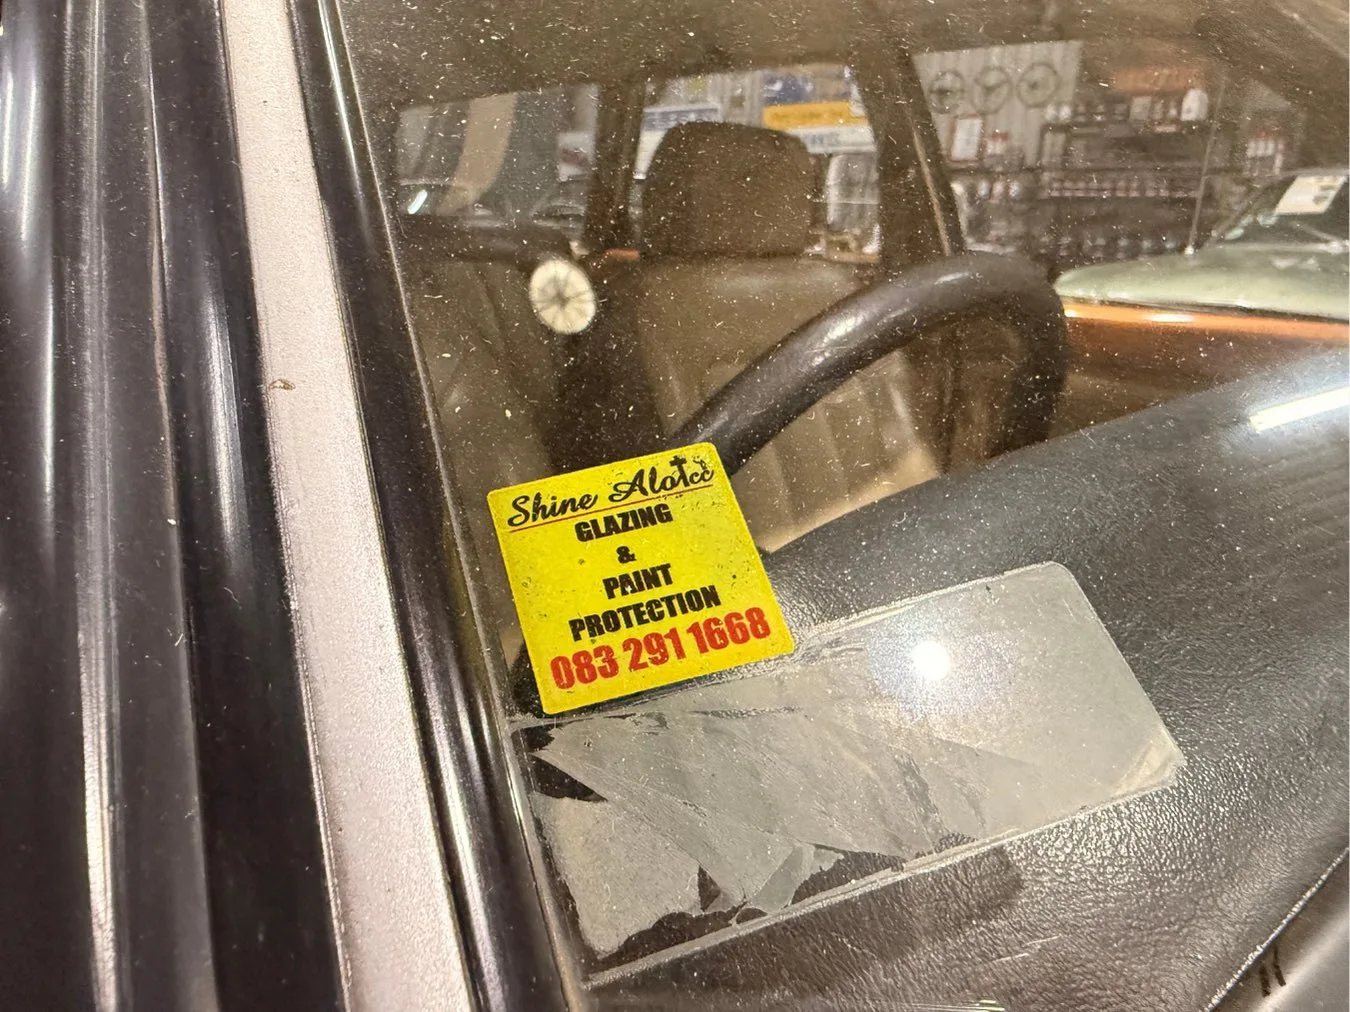 Shine Alot cc
GLAZING
&
PAINT
PROTECTION
083 291 1668